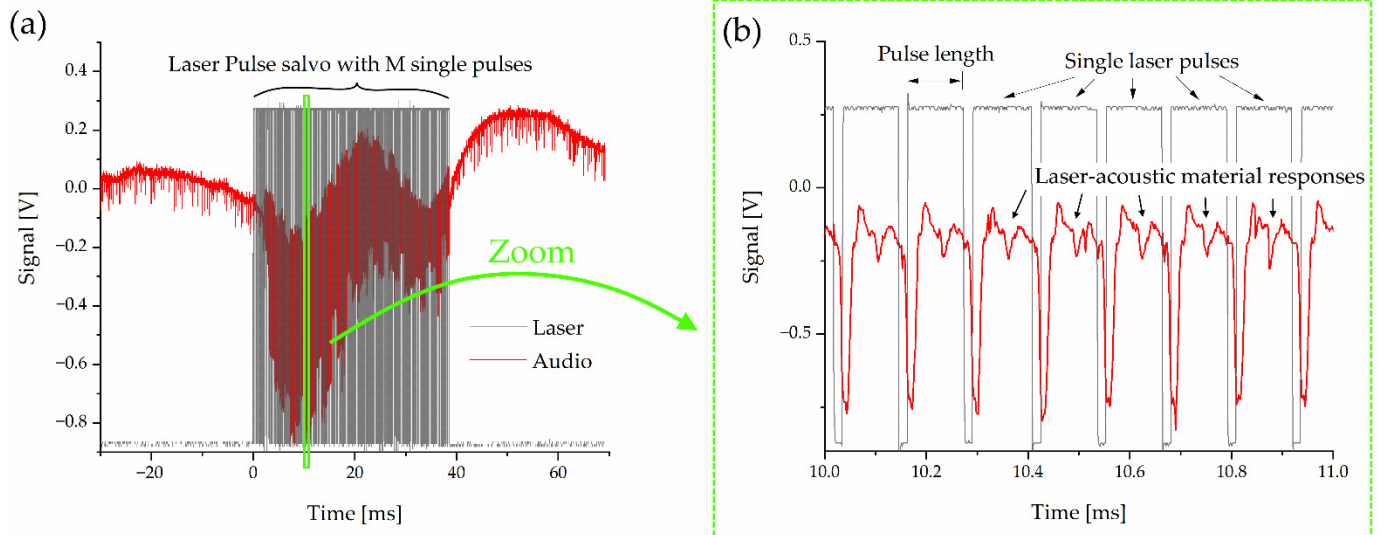 (a)
Laser Pulse salvo with M single pulses
0.4
0.2
0.0
−0.2
−0.4
−0.6
−0.8
Signal [V]
Zoom
Laser
Audio
−20
0
20
40
60
Time [ms]
(b)
Pulse length
Single laser pulses
Laser-acoustic material responses
0.5
0.0
−0.5
Signal [V]
10.0
10.2
10.4
10.6
10.8
11.0
Time [ms]